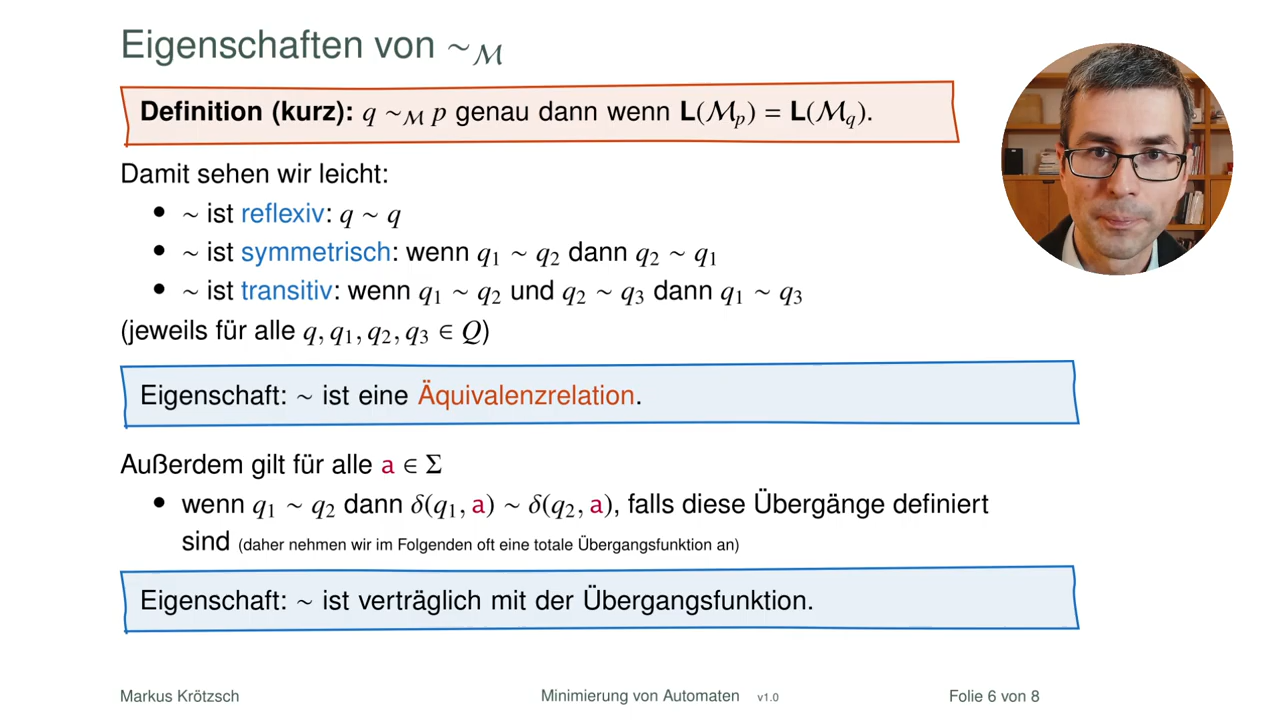 Eigenschaften von ∼ℳ
Definition (kurz): q ∼ℳ p genau dann wenn L(ℳp) = L(ℳq).
Damit sehen wir leicht:
• ∼ ist reflexiv: q ∼ q
• ∼ ist symmetrisch: wenn q₁ ∼ q₂ dann q₂ ∼ q₁
• ∼ ist transitiv: wenn q₁ ∼ q₂ und q₂ ∼ q₃ dann q₁ ∼ q₃
(jeweils für alle q, q₁, q₂, q₃ ∈ Q)
Eigenschaft: ∼ ist eine Äquivalenzrelation.
Außerdem gilt für alle a ∈ Σ
• wenn q₁ ∼ q₂ dann δ(q₁, a) ∼ δ(q₂, a), falls diese Übergänge definiert
sind (daher nehmen wir im Folgenden oft eine totale Übergangsfunktion an)
Eigenschaft: ∼ ist verträglich mit der Übergangsfunktion.
Markus Krötzsch Minimierung von Automaten v1.0 Folie 6 von 8